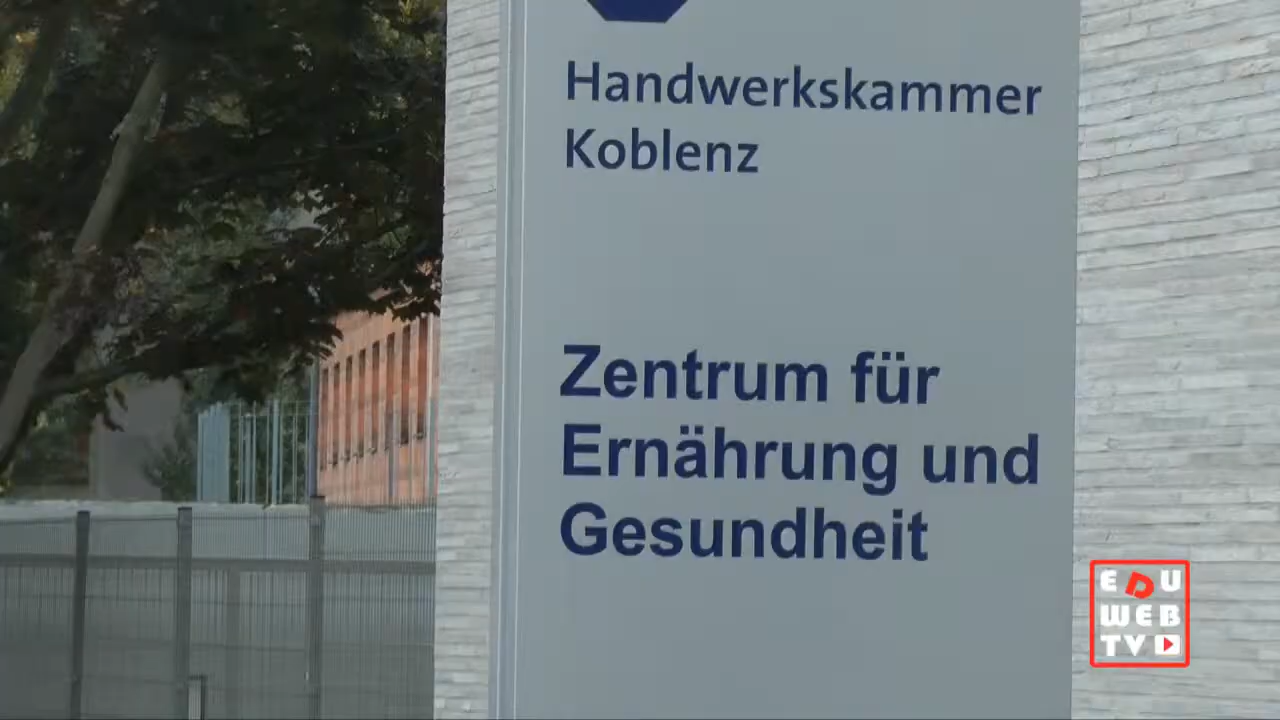 Handwerkskammer
Koblenz
Zentrum für
Ernährung und
Gesundheit
EDU
WEB
TV